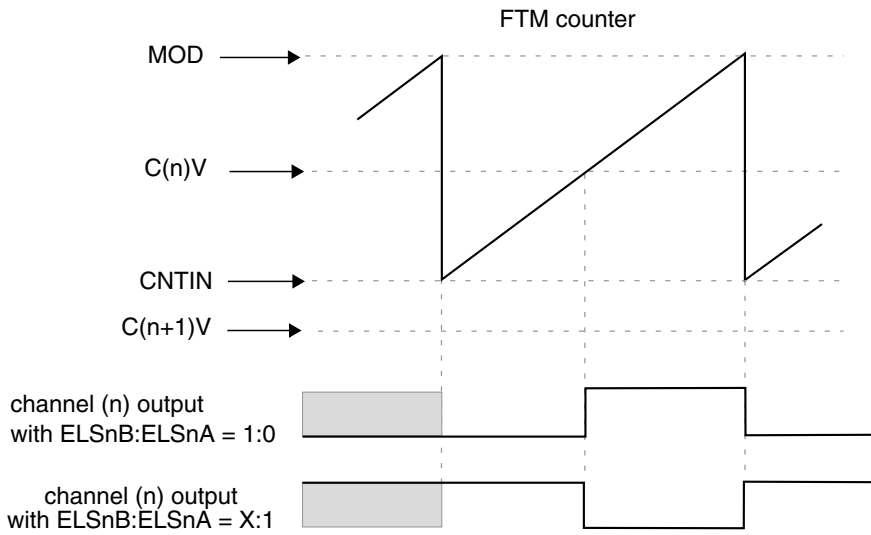 FTM counter
MOD
C(n)V
CNTIN
C(n+1)V
channel (n) output
with ELSnB:ELSnA = 1:0
channel (n) output
with ELSnB:ELSnA = X:1